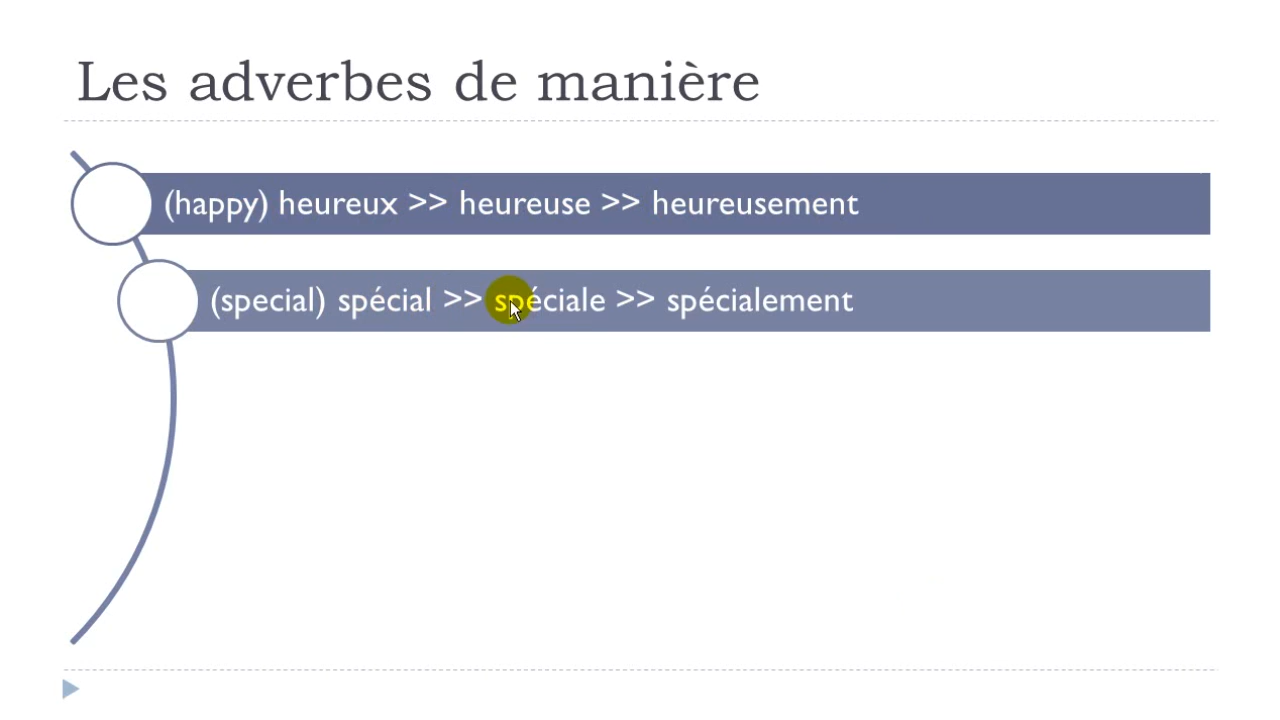 Les adverbes de manière
(happy) heureux >> heureuse >> heureusement
(special) spécial >> spéciale >> spécialement